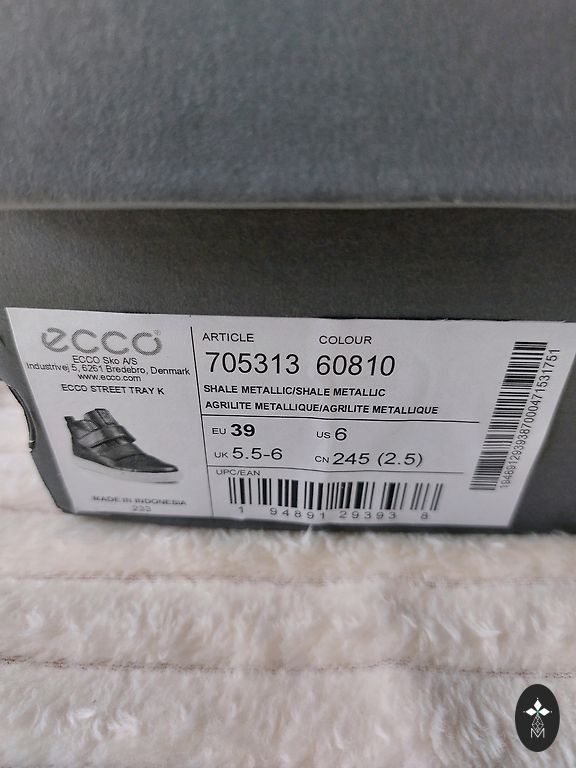 ecco
ECCO Sko A/S
Industrivej 5, 6261 Bredebro, Denmark
www.ecco.com
ECCO STREET TRAY K
MADE IN INDONESIA
233
ARTICLE COLOUR
705313 60810
SHALE METALLIC/SHALE METALLIC
AGRILITE METALLIQUE/AGRILITE METALLIQUE
EU 39 US 6
UK 5.5-6 CN 245 (2.5)
UPC/EAN
1 94891 29393 8
1948912939387000471531751
M